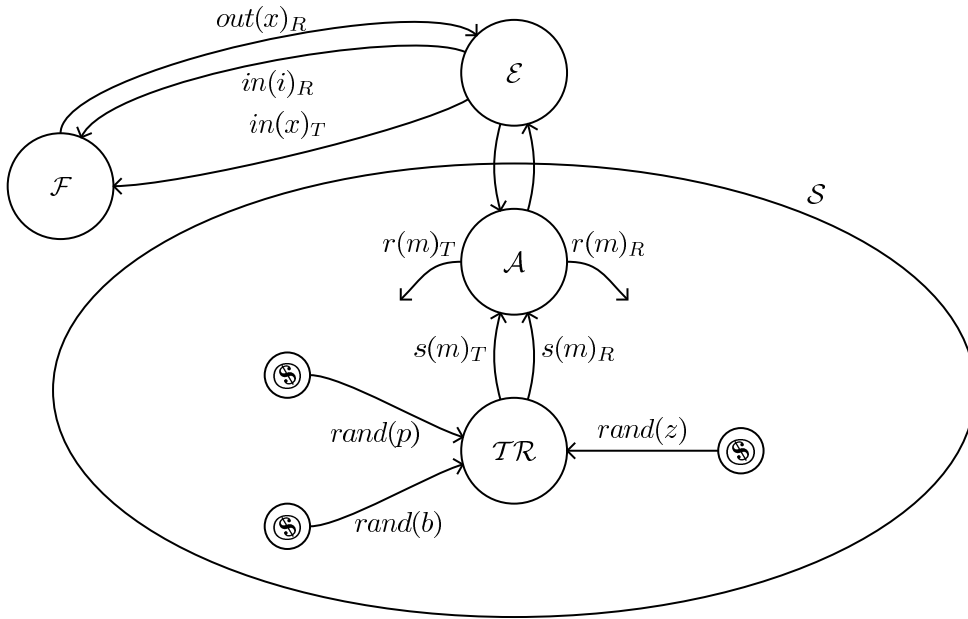 out(x)_R
ℰ
in(i)_R
in(x)_T
ℱ
𝒮
r(m)_T
𝒜
r(m)_R
s(m)_T
s(m)_R
$
rand(p)
𝒯ℛ
rand(z)
$
$
rand(b)